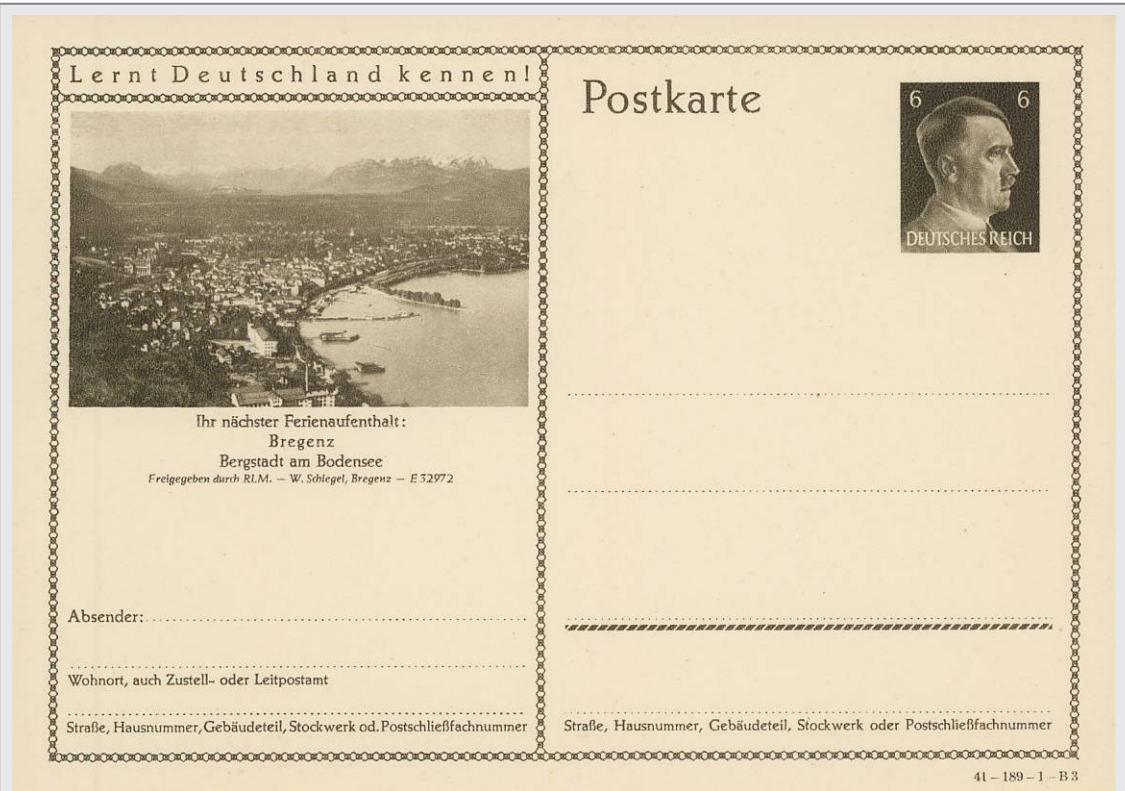 Lernt Deutschland kennen!
Ihr nächster Ferienaufenthalt:
Bregenz
Bergstadt am Bodensee
Freigegeben durch RLM. — W. Schlegel, Bregenz — E 32972
Absender:
Wohnort, auch Zustell- oder Leitpostamt
Straße, Hausnummer, Gebäudeteil, Stockwerk od. Postschließfachnummer
Postkarte
6 6
DEUTSCHES REICH
Straße, Hausnummer, Gebäudeteil, Stockwerk oder Postschließfachnummer
41 – 189 – 1 – B 3